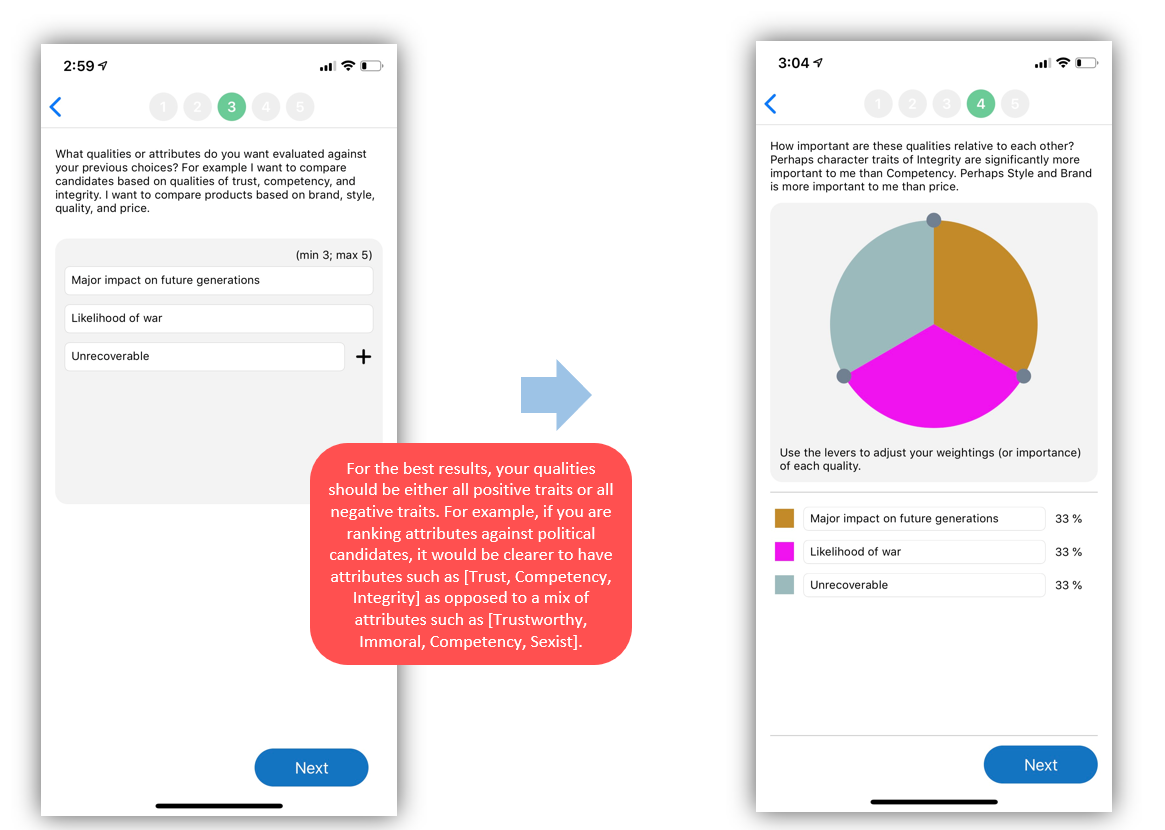 2:59
1 2 3 4 5
What qualities or attributes do you want evaluated against
your previous choices? For example I want to compare
candidates based on qualities of trust, competency, and
integrity. I want to compare products based on brand, style,
quality, and price.
(min 3; max 5)
Major impact on future generations
Likelihood of war
Unrecoverable +
Next
For the best results, your qualities
should be either all positive traits or all
negative traits. For example, if you are
ranking attributes against political
candidates, it would be clearer to have
attributes such as [Trust, Competency,
Integrity] as opposed to a mix of
attributes such as [Trustworthy,
Immoral, Competency, Sexist].
3:04
1 2 3 4 5
How important are these qualities relative to each other?
Perhaps character traits of Integrity are significantly more
important to me than Competency. Perhaps Style and Brand
is more important to me than price.
Use the levers to adjust your weightings (or importance)
of each quality.
Major impact on future generations 33 %
Likelihood of war 33 %
Unrecoverable 33 %
Next